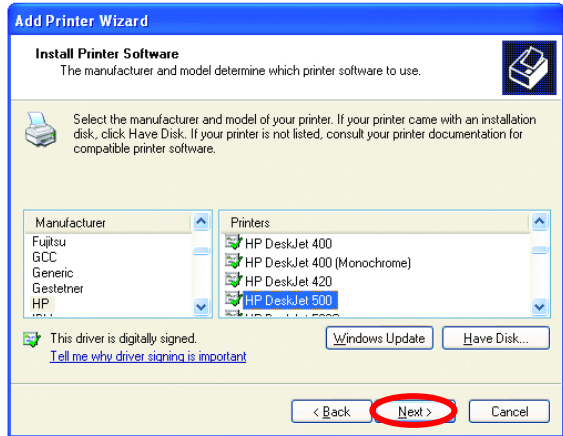 Add Printer Wizard
Install Printer Software
The manufacturer and model determine which printer software to use.
Select the manufacturer and model of your printer. If your printer came with an installation
disk, click Have Disk. If your printer is not listed, consult your printer documentation for
compatible printer software.
Manufacturer
Fujitsu
GCC
Generic
Gestetner
HP
Printers
HP DeskJet 400
HP DeskJet 400 (Monochrome)
HP DeskJet 420
HP DeskJet 500
This driver is digitally signed.
Tell me why driver signing is important
Windows Update
Have Disk...
< Back
Next >
Cancel